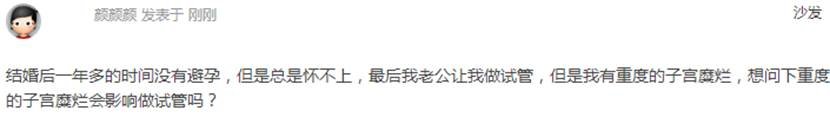 颜颜颜 发表于 刚刚 沙发
结婚后一年多的时间没有避孕，但是总是怀不上，最后我老公让我做试管，但是我有重度的子宫糜烂，想问下重度
的子宫糜烂会影响做试管吗？